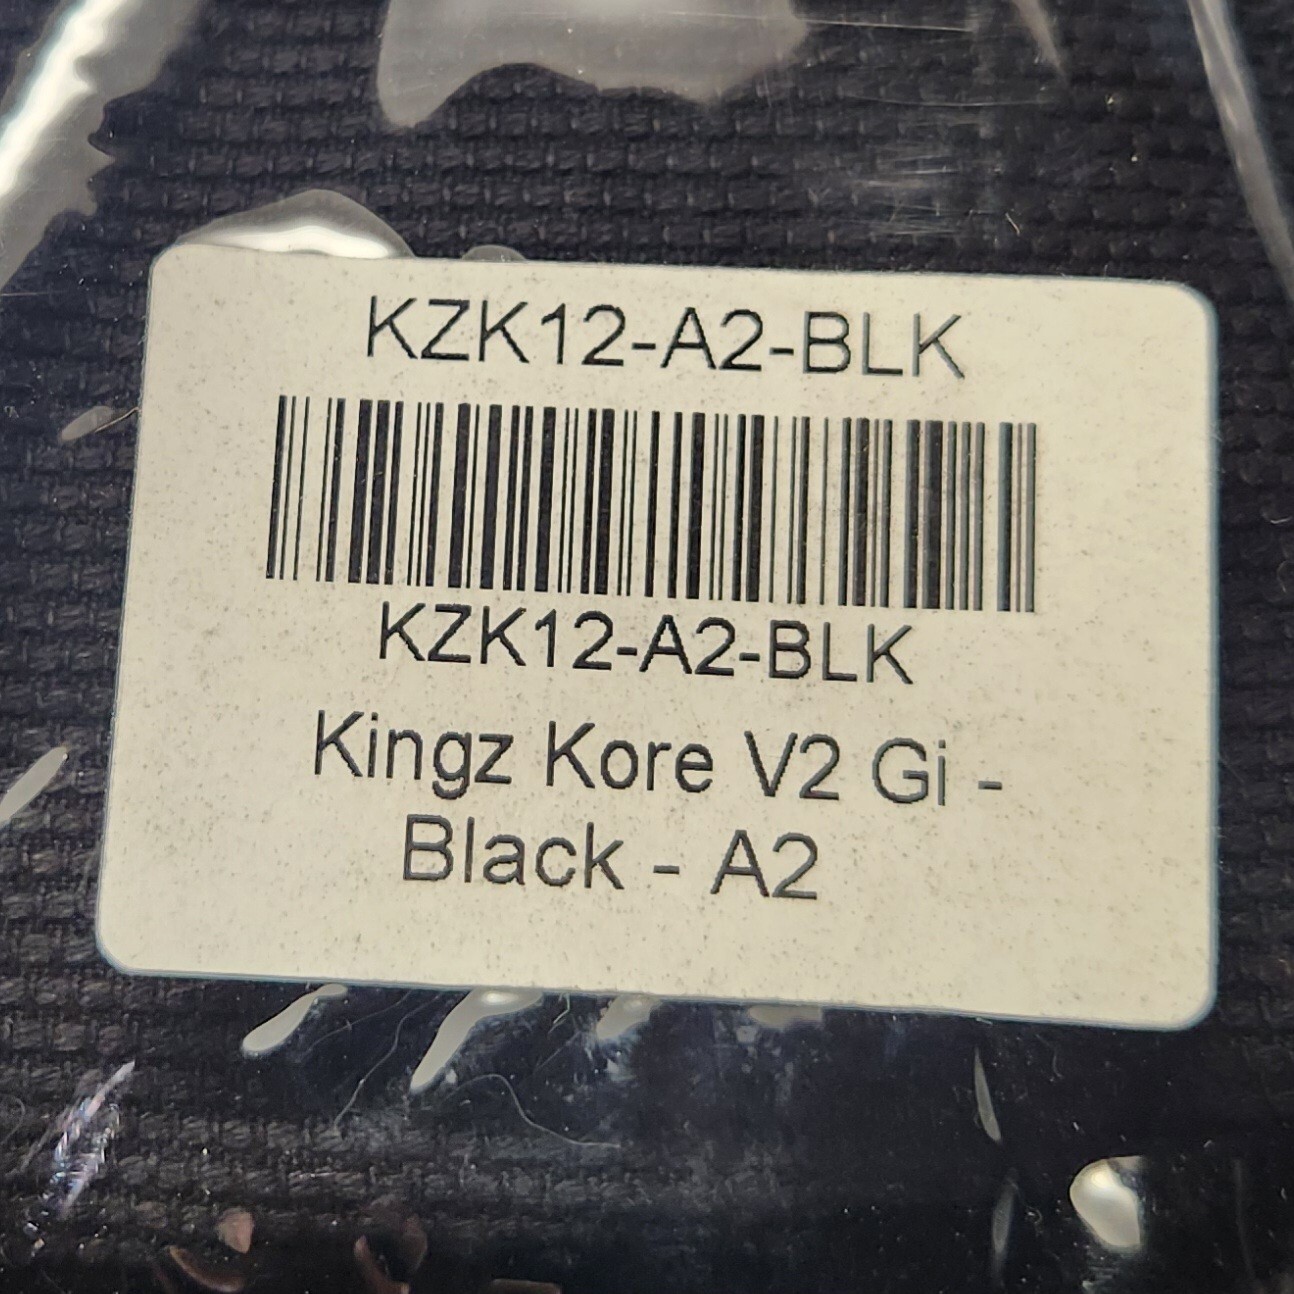 KZK12-A2-BLK
KZK12-A2-BLK
Kingz Kore V2 Gi -
Black - A2